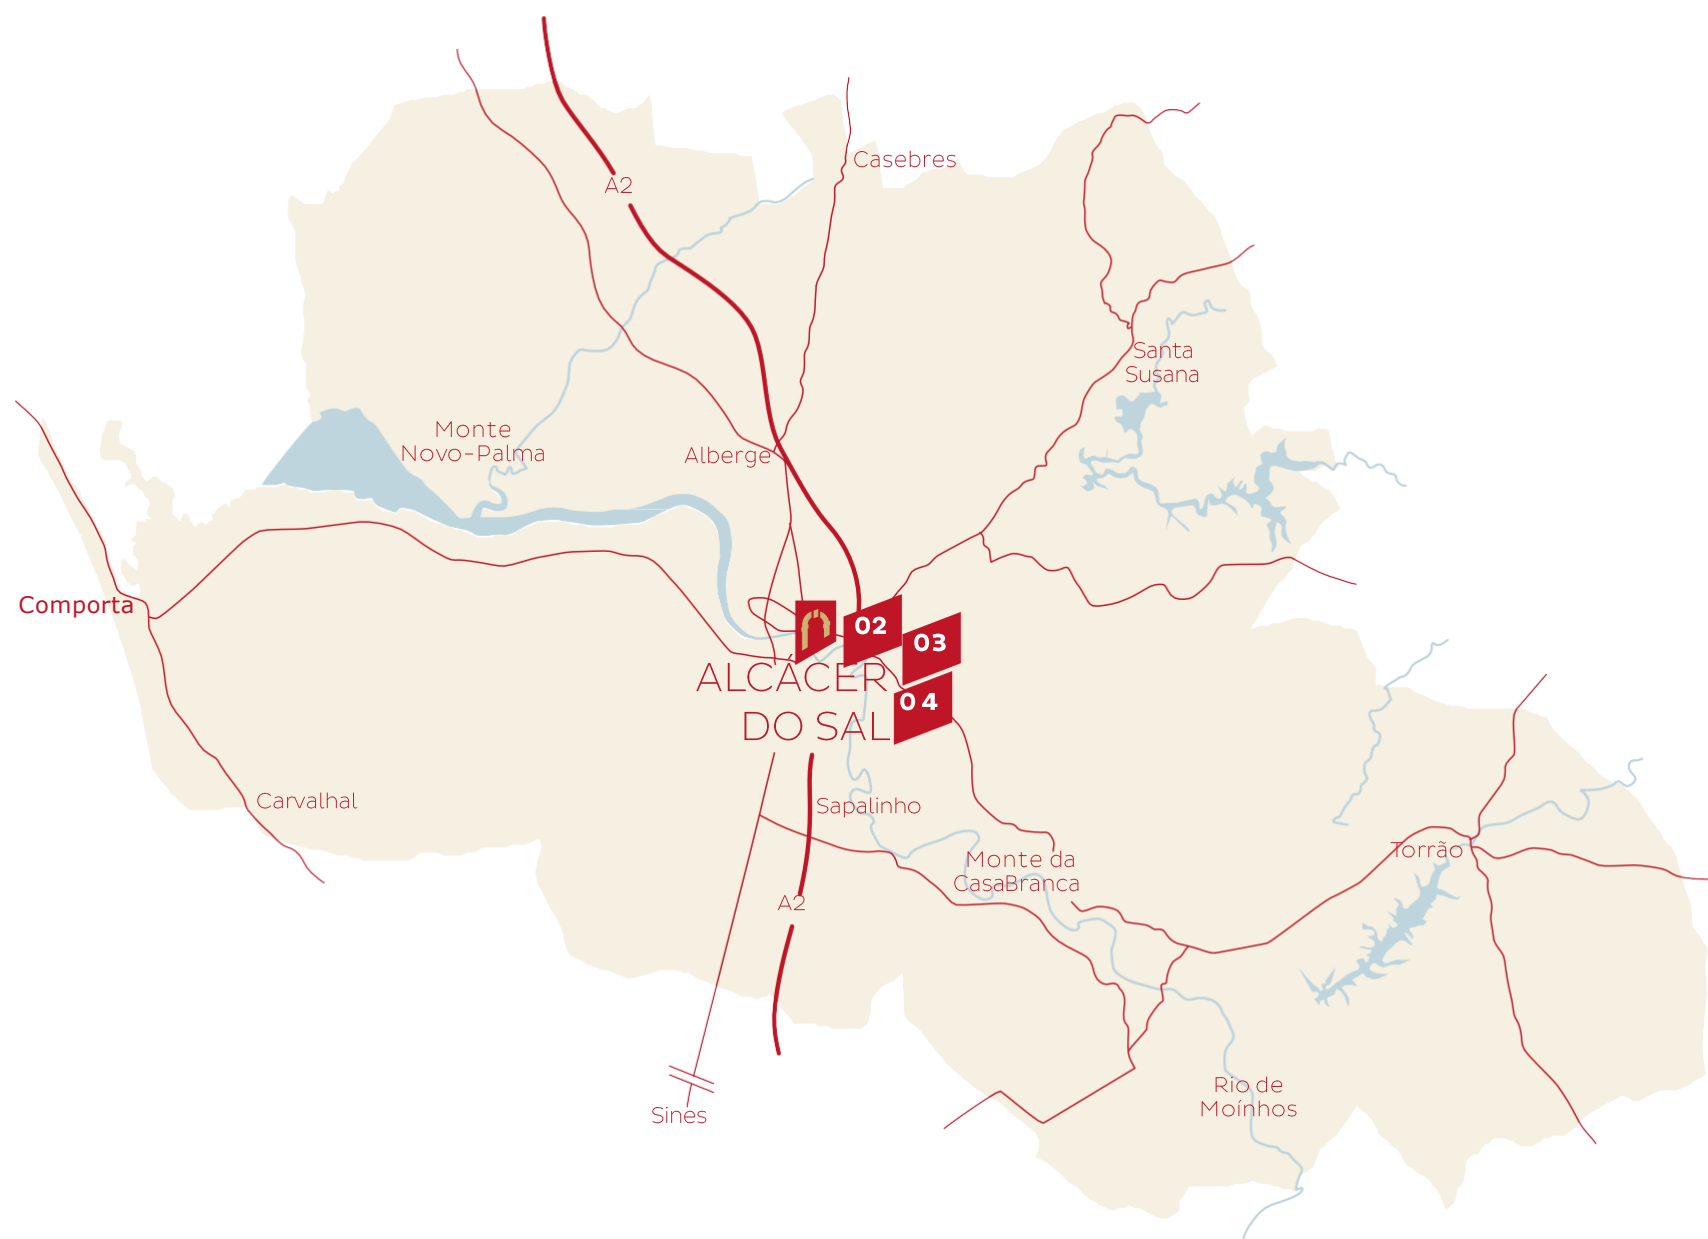 A2
Casebres
Santa
Susana
Monte
Novo-Palma
Alberge
Comporta
02
03
04
ALCÁCER
DO SAL
Carvalhal
Sapalinho
Monte da
CasaBranca
Torrão
A2
Rio de
Moínhos
Sines